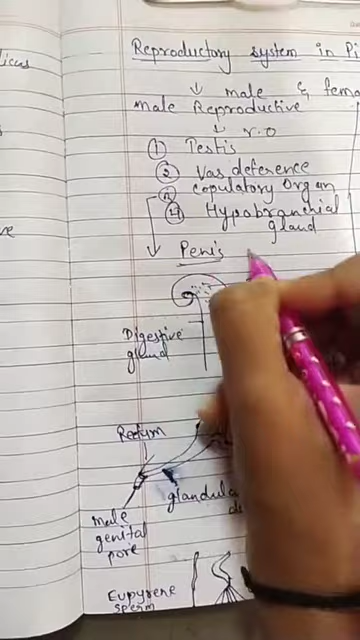 Reproductory system in Pi
↓ male & fema
male Reproductive
↓ r.o
① Testis
② Vas deference
copulatory Organ
④ Hypobranchial
gland
Penis
Digestive
gland
Rectum
glandula
male
genital
pore
Eupyrene
sperm